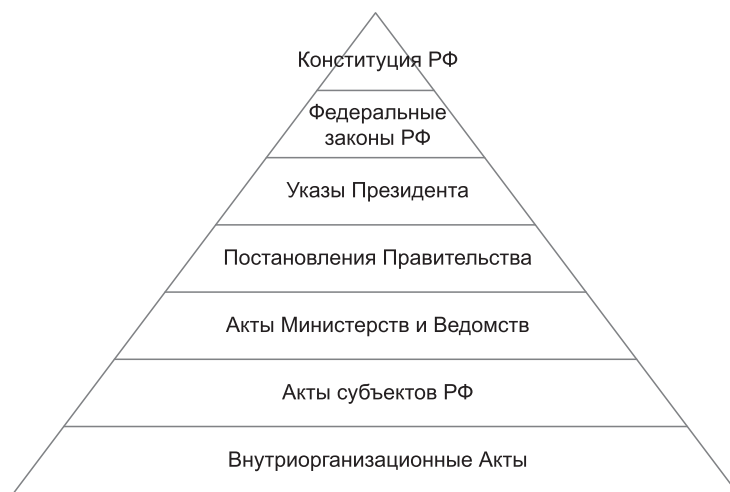 Конституция РФ
Федеральные
законы РФ
Указы Президента
Постановления Правительства
Акты Министерств и Ведомств
Акты субъектов РФ
Внутриорганизационные Акты